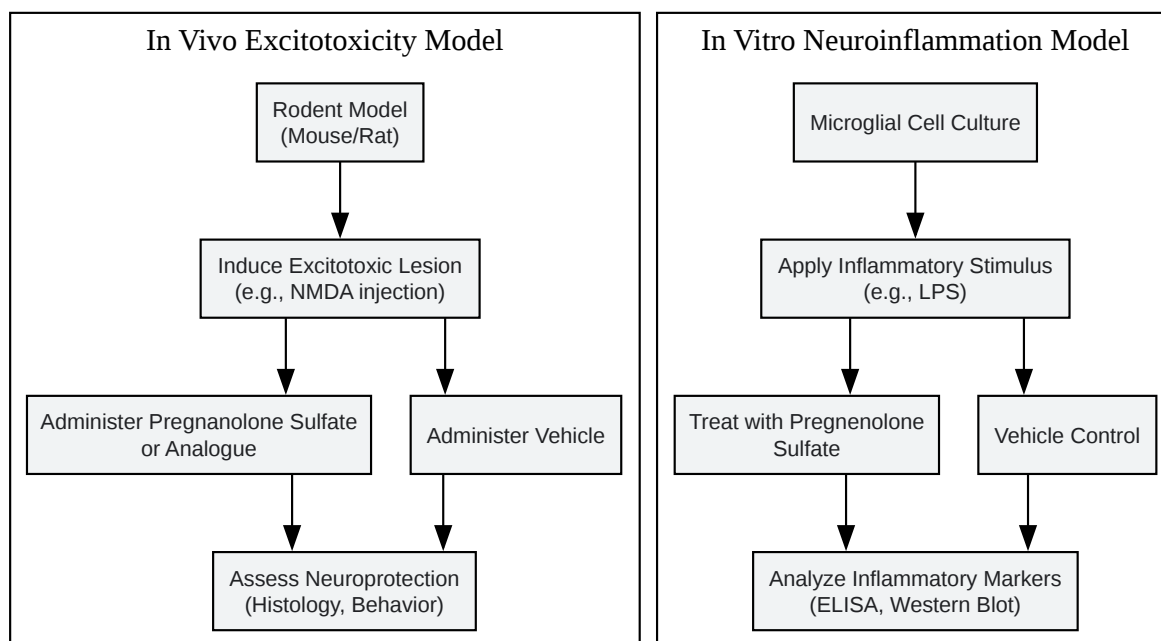 In Vivo Excitotoxicity Model
Rodent Model
(Mouse/Rat)
Induce Excitotoxic Lesion
(e.g., NMDA injection)
Administer Pregnanolone Sulfate
or Analogue
Administer Vehicle
Assess Neuroprotection
(Histology, Behavior)
In Vitro Neuroinflammation Model
Microglial Cell Culture
Apply Inflammatory Stimulus
(e.g., LPS)
Treat with Pregnenolone
Sulfate
Vehicle Control
Analyze Inflammatory Markers
(ELISA, Western Blot)